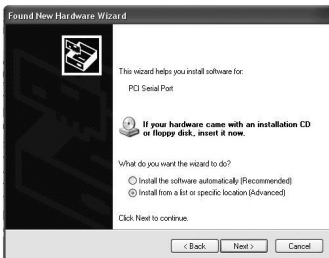 Found New Hardware Wizard
This wizard helps you install software for:
PCI Serial Port
If your hardware came with an installation CD
or floppy disk, insert it now.
What do you want the wizard to do?
Install the software automatically (Recommended)
Install from a list or specific location (Advanced)
Click Next to continue.
< Back
Next >
Cancel